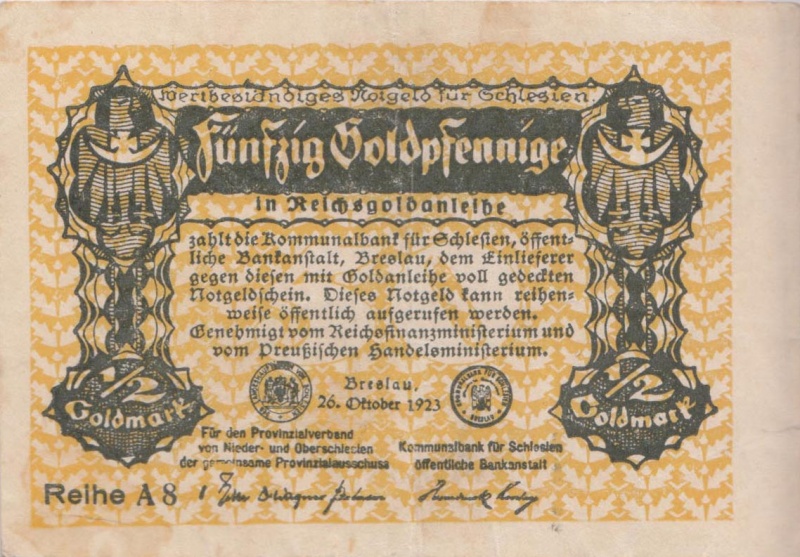 Wertbeständiges Notgeld für Schlesien.
Fünfzig Goldpfennige
in Reichsgoldanleihe
zahlt die Kommunalbank für Schlesien, öffent-
liche Bankanstalt, Breslau, dem Einlieferer
gegen diesen mit Goldanleihe voll gedeckten
Notgeldschein. Dieses Notgeld kann reihen-
weise öffentlich aufgerufen werden.
Genehmigt vom Reichsfinanzministerium und
vom Preußischen Handelsministerium.
1/2
Goldmark
1/2
Goldmark
Breslau,
26. Oktober 1923
Für den Provinzialverband
von Nieder- und Oberschlesien
der gemeinsame Provinzialausschuss
Kommunalbank für Schlesien
öffentliche Bankanstalt
Reihe A 8